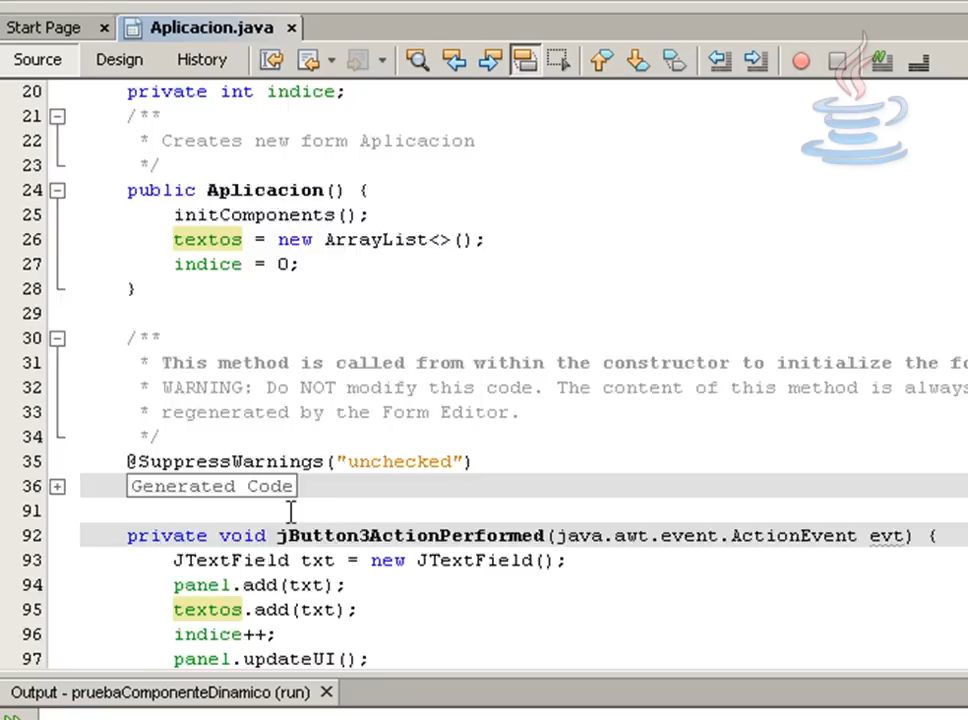 Start Page × Aplicacion.java ×
Source Design History
20 private int indice;
21 /**
22 * Creates new form Aplicacion
23 */
24 public Aplicacion() {
25 initComponents();
26 textos = new ArrayList<>();
27 indice = 0;
28 }
29
30 /**
31 * This method is called from within the constructor to initialize the fo
32 * WARNING: Do NOT modify this code. The content of this method is always
33 * regenerated by the Form Editor.
34 */
35 @SuppressWarnings("unchecked")
36 Generated Code
91
92 private void jButton3ActionPerformed(java.awt.event.ActionEvent evt) {
93 JTextField txt = new JTextField();
94 panel.add(txt);
95 textos.add(txt);
96 indice++;
97 panel.updateUI();
Output - pruebaComponenteDinamico (run) ×